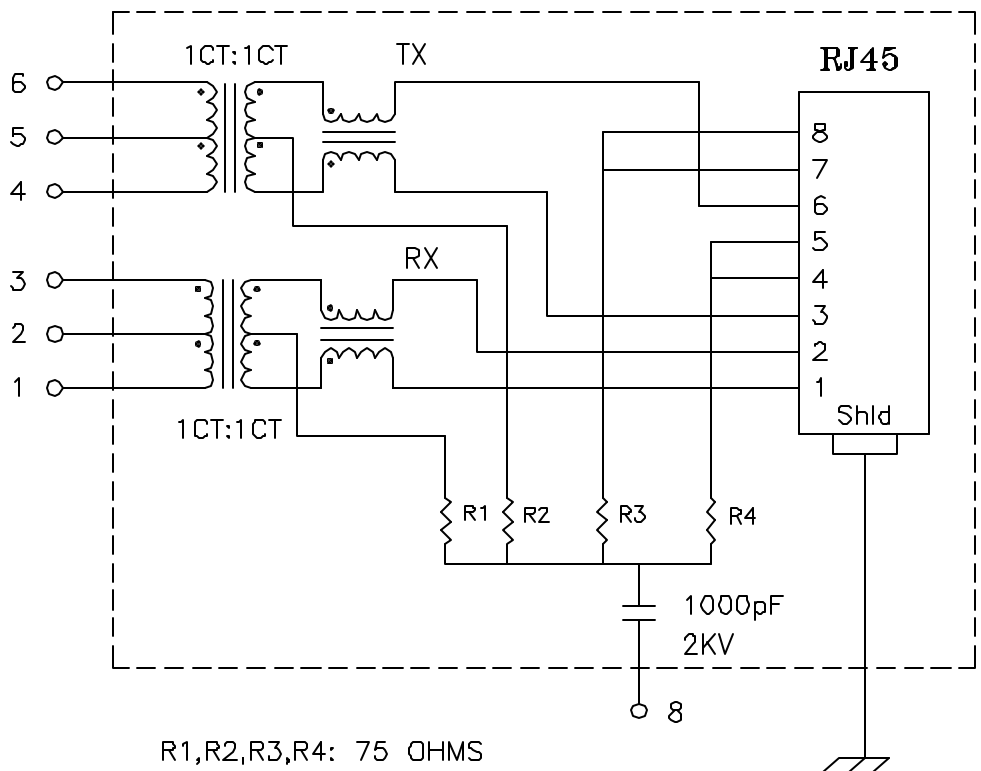 1CT:1CT
TX
RJ45
6
5
4
3
2
1
RX
1CT:1CT
8
7
6
5
4
3
2
1
Shld
R1
R2
R3
R4
1000pF
2KV
8
R1,R2,R3,R4: 75 OHMS